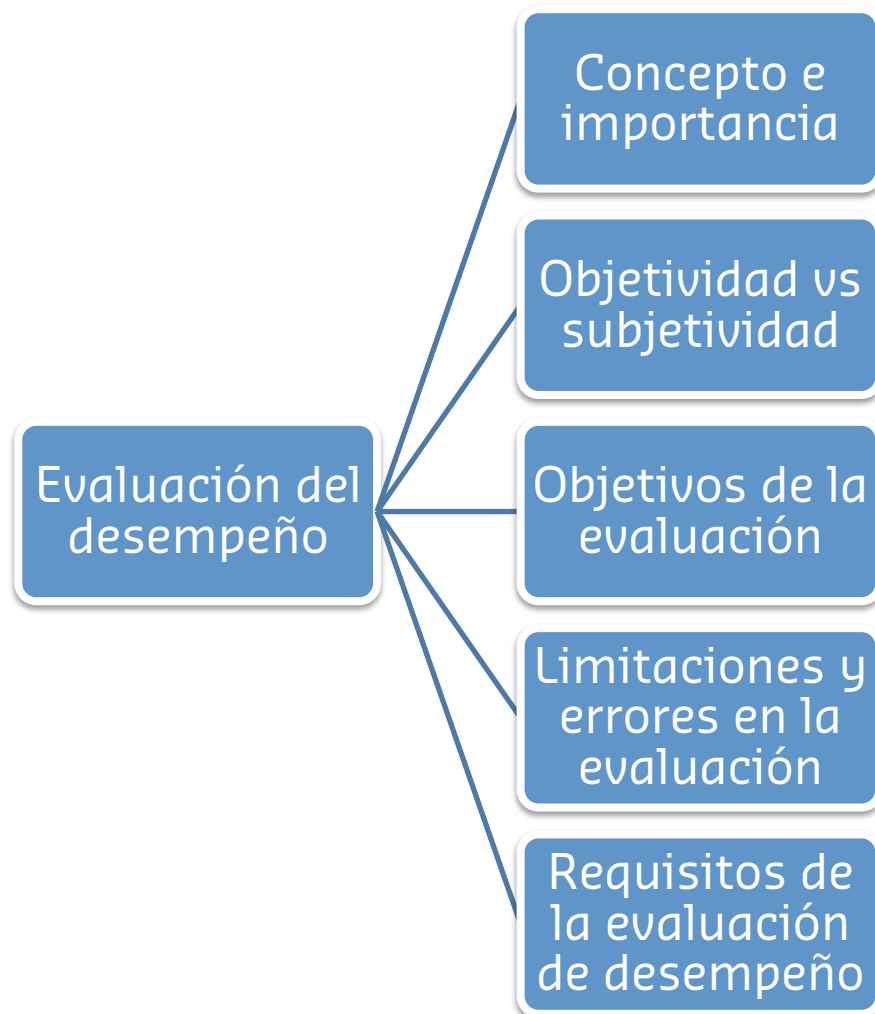 Concepto e
importancia
Objetividad vs
subjetividad
Evaluación del
desempeño
Objetivos de la
evaluación
Limitaciones y
errores en la
evaluación
Requisitos de
la evaluación
de desempeño